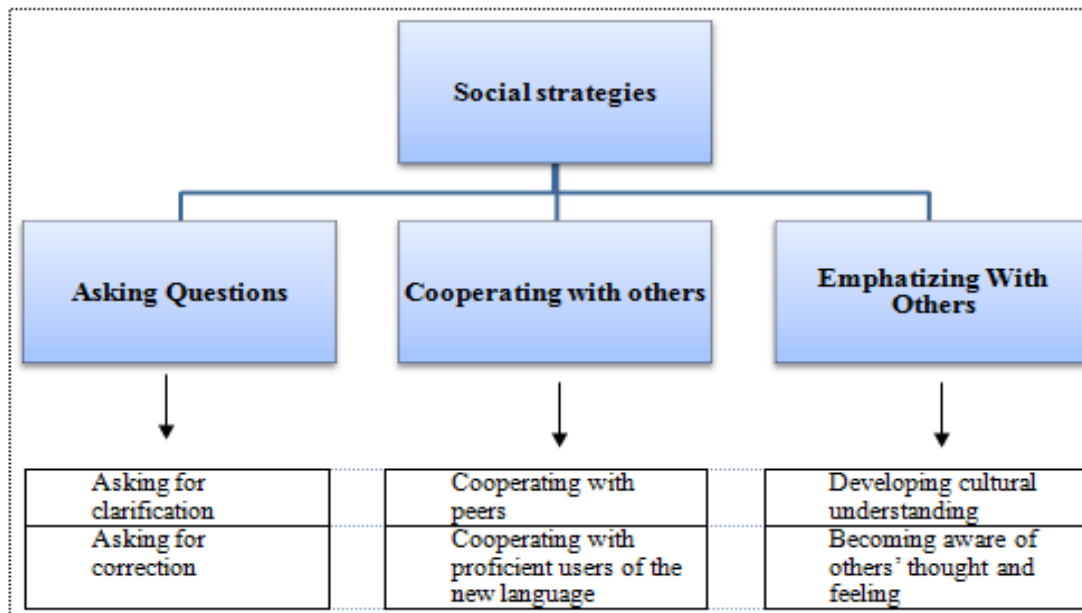 Social strategies
Asking Questions
Cooperating with others
Emphatizing With
Others
Asking for
clarification
Asking for
correction
Cooperating with
peers
Cooperating with
proficient users of the
new language
Developing cultural
understanding
Becoming aware of
others’ thought and
feeling